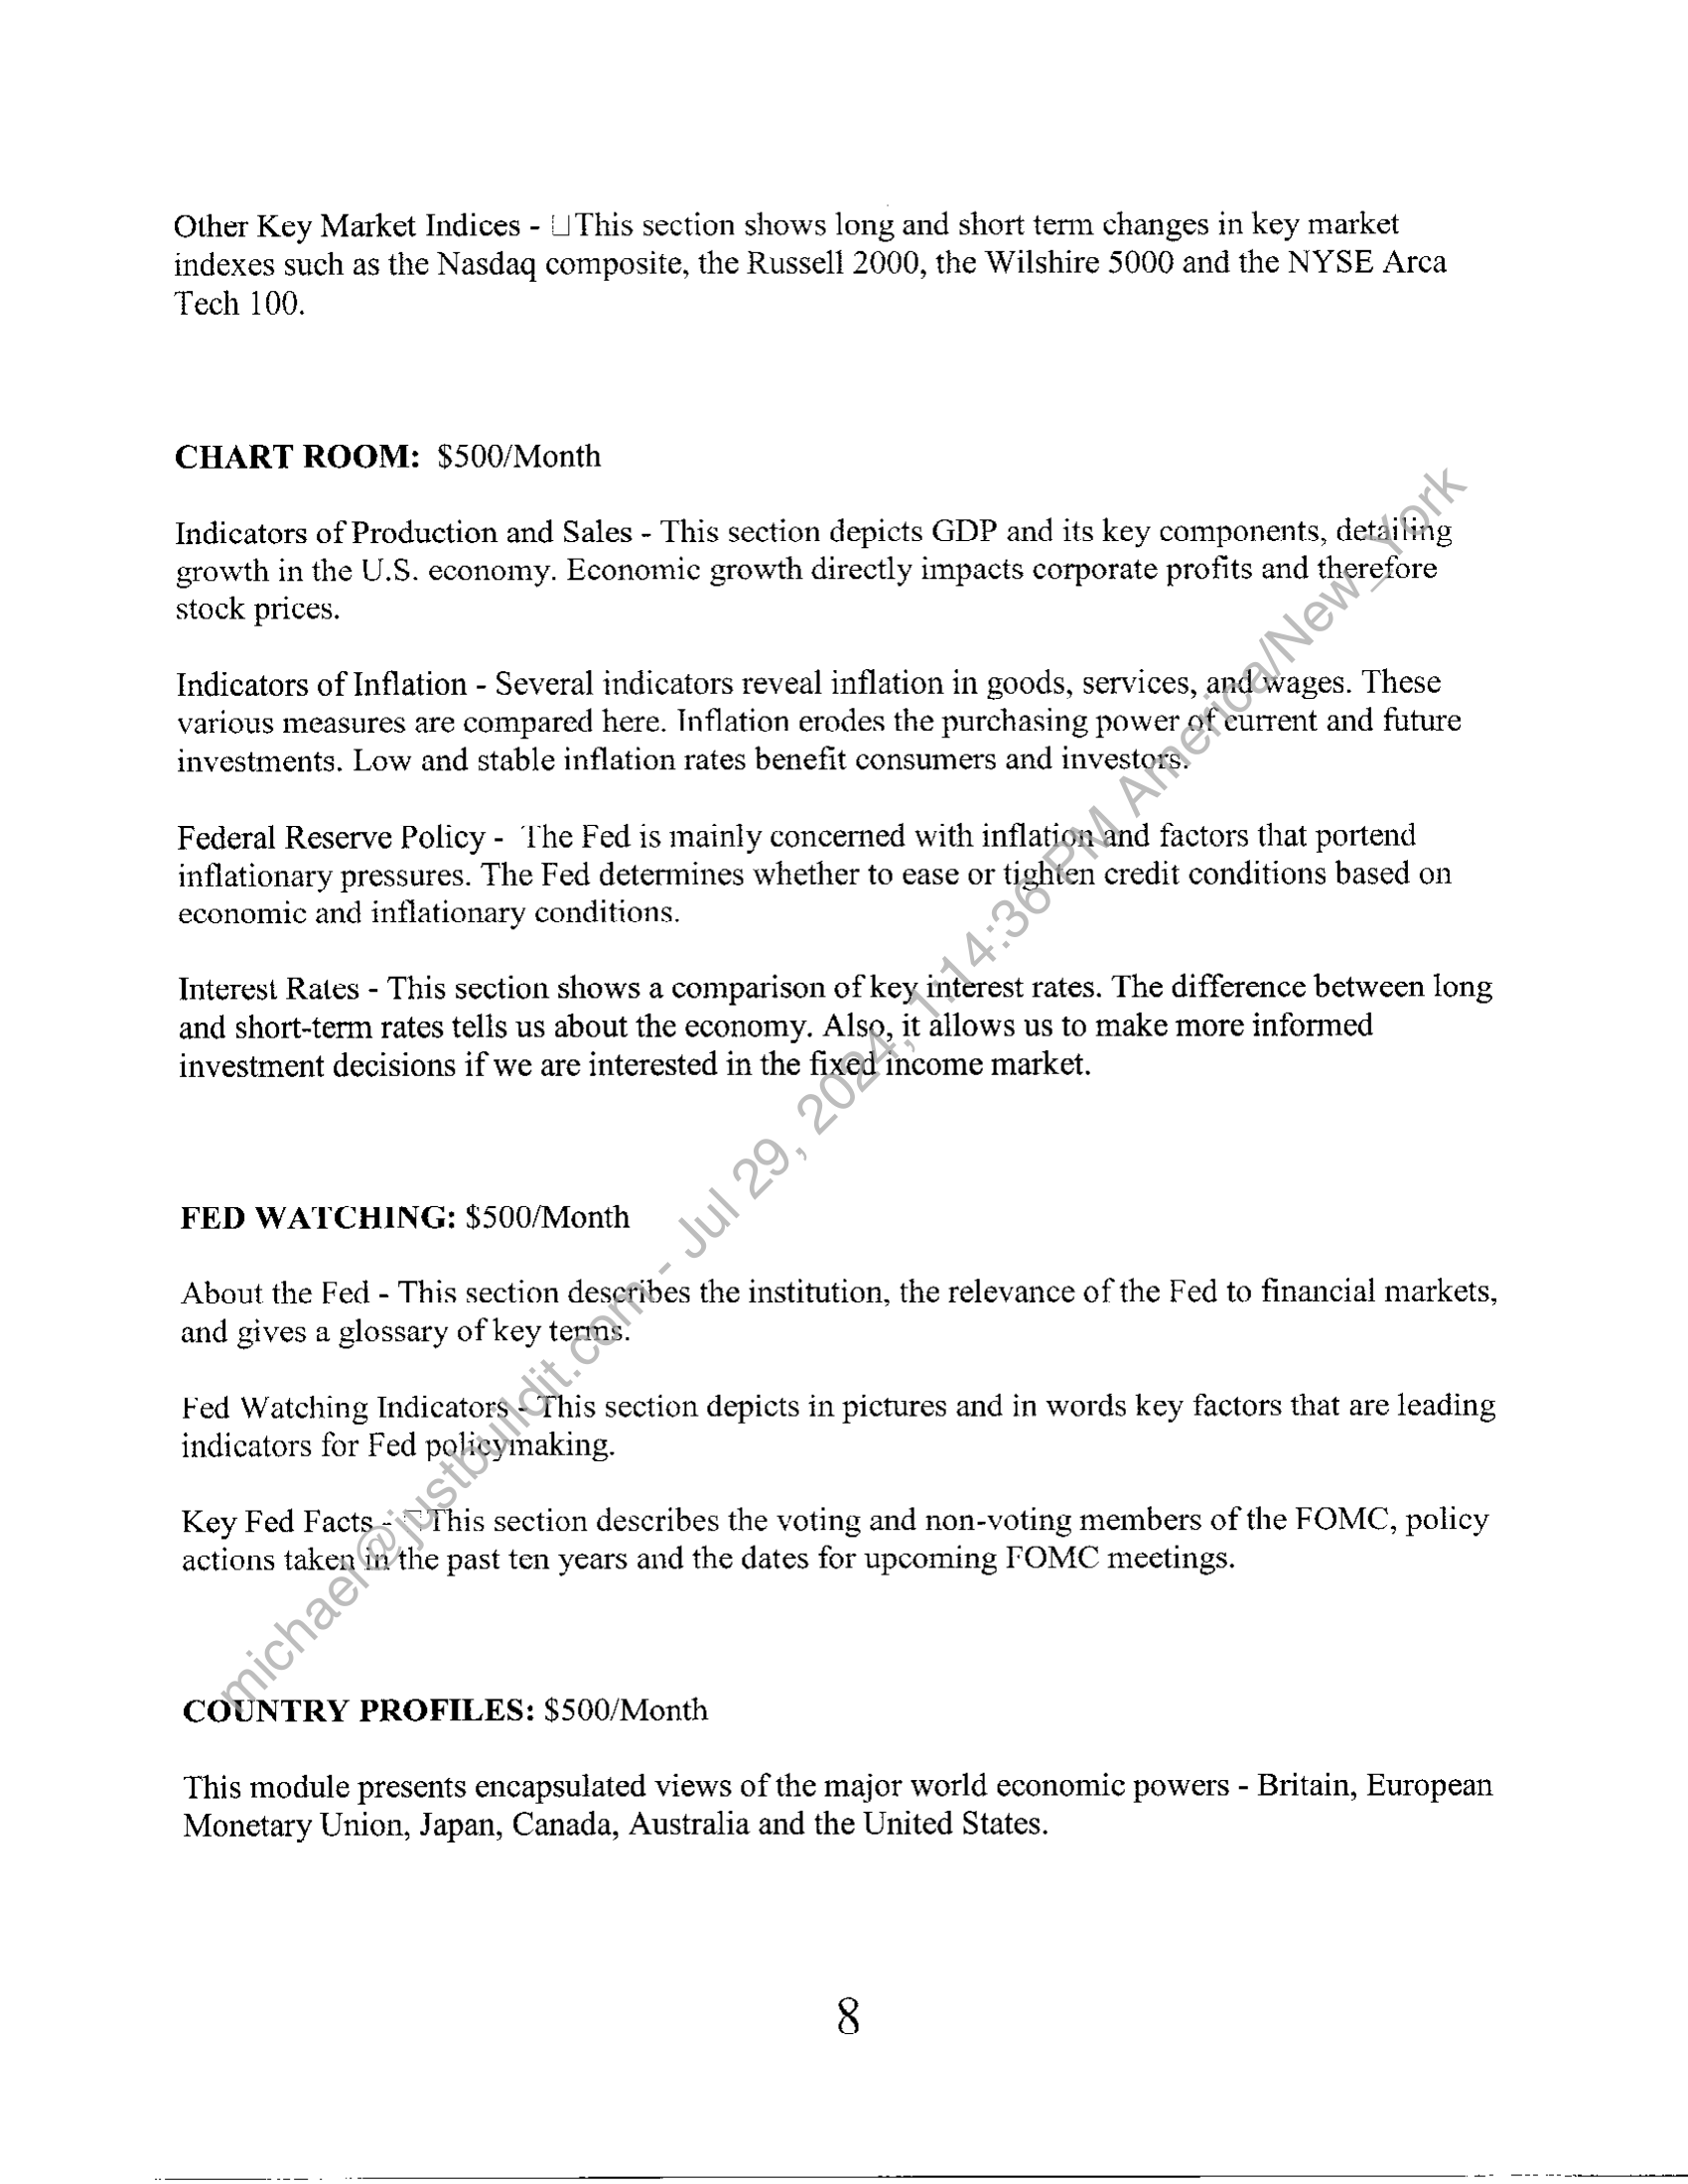 Other Key Market Indices - □This section shows long and short term changes in key market
indexes such as the Nasdaq composite, the Russell 2000, the Wilshire 5000 and the NYSE Arca
Tech 100.
CHART ROOM: $500/Month
Indicators of Production and Sales - This section depicts GDP and its key components, detailing
growth in the U.S. economy. Economic growth directly impacts corporate profits and therefore
stock prices.
Indicators of Inflation - Several indicators reveal inflation in goods, services, and wages. These
various measures are compared here. Inflation erodes the purchasing power of current and future
investments. Low and stable inflation rates benefit consumers and investors.
Federal Reserve Policy - The Fed is mainly concerned with inflation and factors that portend
inflationary pressures. The Fed determines whether to ease or tighten credit conditions based on
economic and inflationary conditions.
Interest Rates - This section shows a comparison of key interest rates. The difference between long
and short-term rates tells us about the economy. Also, it allows us to make more informed
investment decisions if we are interested in the fixed income market.
FED WATCHING: $500/Month
About the Fed - This section describes the institution, the relevance of the Fed to financial markets,
and gives a glossary of key terms.
Fed Watching Indicators - This section depicts in pictures and in words key factors that are leading
indicators for Fed policymaking.
Key Fed Facts - □This section describes the voting and non-voting members of the FOMC, policy
actions taken in the past ten years and the dates for upcoming FOMC meetings.
COUNTRY PROFILES: $500/Month
This module presents encapsulated views of the major world economic powers - Britain, European
Monetary Union, Japan, Canada, Australia and the United States.
8
michael@justbuildit.com - Jul 29, 2024, 1:14:36 PM America/New_York